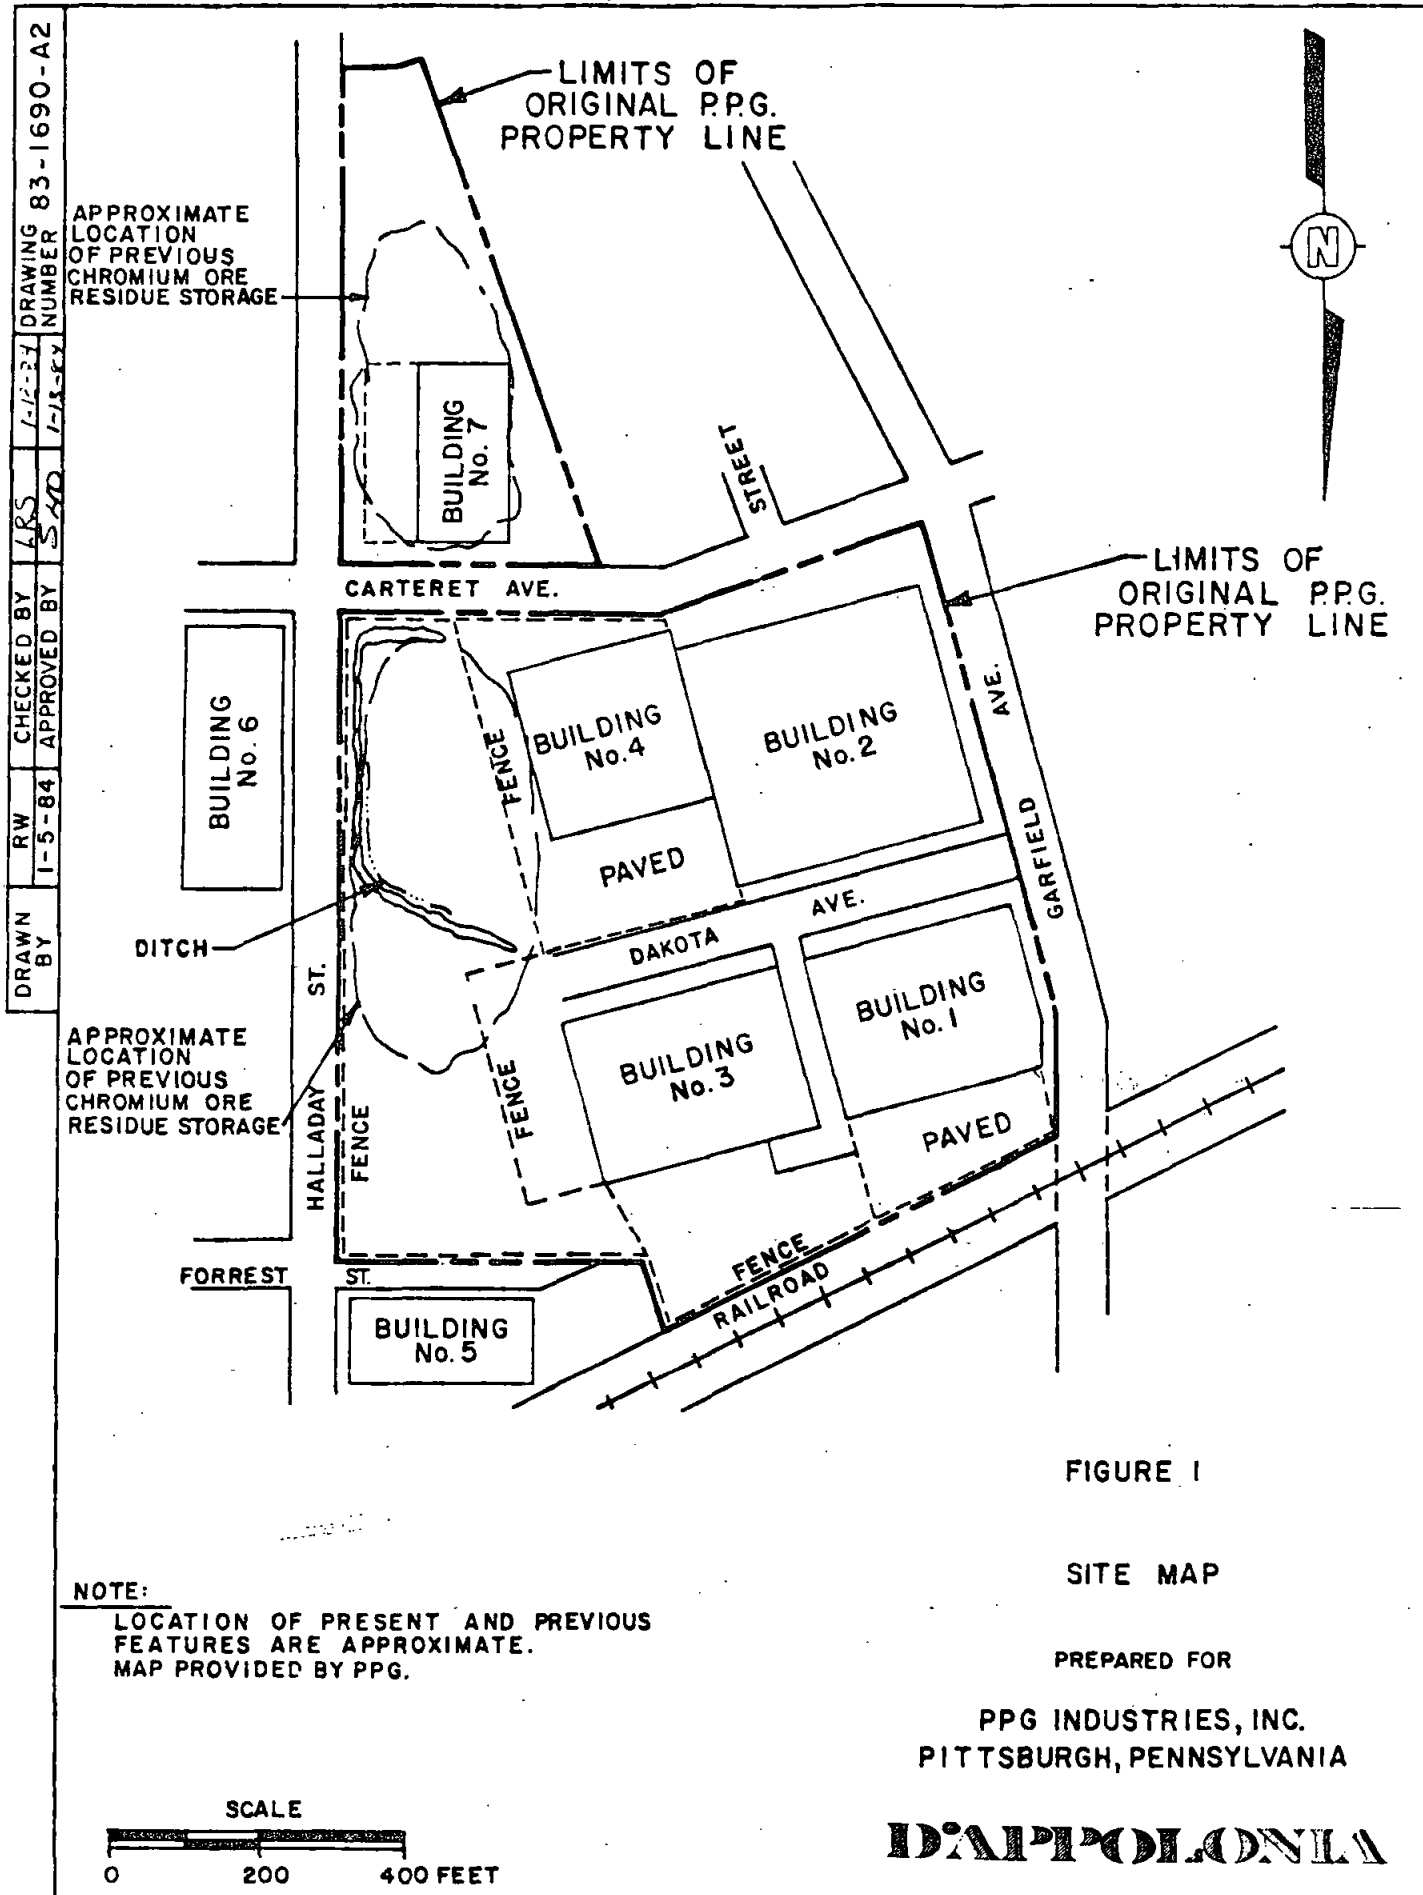 DRAWING NUMBER 83-1690-A2
CHECKED BY LRS
APPROVED BY SHD 1-13-84
DRAWN BY RW 1-5-84
LIMITS OF
ORIGINAL P.P.G.
PROPERTY LINE
N
APPROXIMATE
LOCATION
OF PREVIOUS
CHROMIUM ORE
RESIDUE STORAGE
BUILDING
No. 7
STREET
LIMITS OF
ORIGINAL P.P.G.
PROPERTY LINE
CARTERET AVE.
BUILDING
No. 6
FENCE
BUILDING
No. 4
BUILDING
No. 2
GARFIELD AVE.
PAVED
DITCH
DAKOTA AVE.
BUILDING
No. 1
BUILDING
No. 3
FENCE
APPROXIMATE
LOCATION
OF PREVIOUS
CHROMIUM ORE
RESIDUE STORAGE
HALLADAY ST.
FENCE
PAVED
FENCE
RAILROAD
FORREST ST.
BUILDING
No. 5
FIGURE 1
SITE MAP
NOTE:
LOCATION OF PRESENT AND PREVIOUS
FEATURES ARE APPROXIMATE.
MAP PROVIDED BY PPG.
PREPARED FOR
PPG INDUSTRIES, INC.
PITTSBURGH, PENNSYLVANIA
SCALE
0 200 400 FEET
D'APPOLONIA